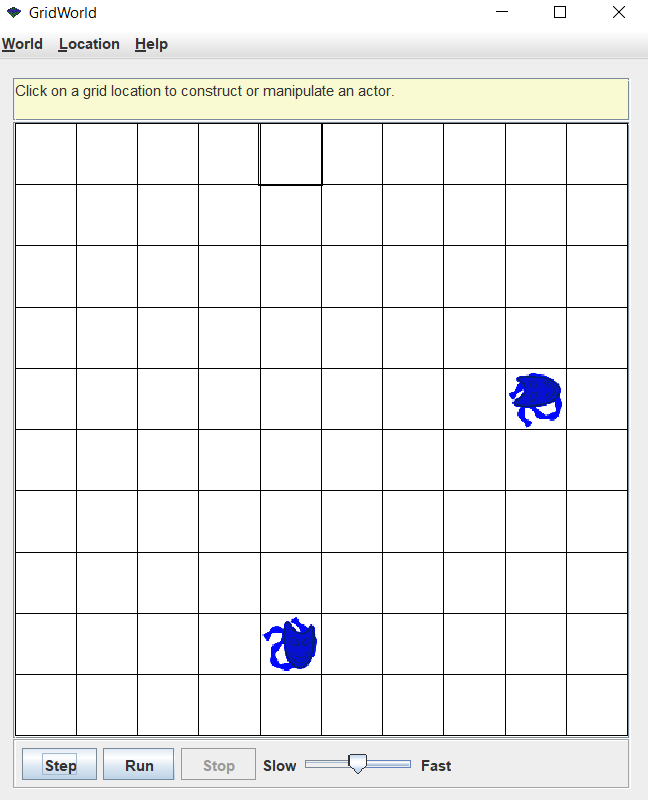 GridWorld
World Location Help
Click on a grid location to construct or manipulate an actor.
Step Run Stop Slow Fast